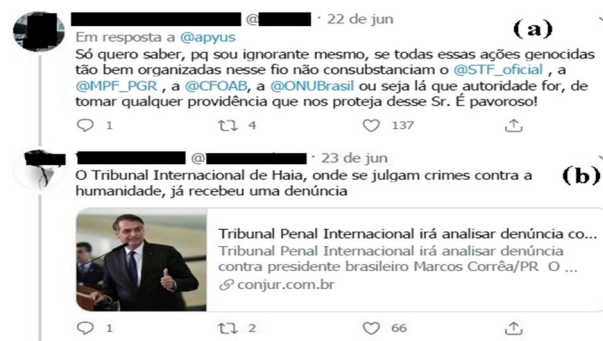 @ · 22 de jun
(a)
Em resposta a @apyus
Só quero saber, pq sou ignorante mesmo, se todas essas ações genocidas
tão bem organizadas nesse fio não consubstanciam o @STF_oficial , a
@MPF_PGR , a @CFOAB, a @ONUBrasil ou seja lá que autoridade for, de
tomar qualquer providência que nos proteja desse Sr. É pavoroso!
1 4 137
@ · 23 de jun
(b)
O Tribunal Internacional de Haia, onde se julgam crimes contra a
humanidade, já recebeu uma denúncia
Tribunal Penal Internacional irá analisar denúncia co...
Tribunal Penal Internacional irá analisar denúncia
contra presidente brasileiro Marcos Corrêa/PR O ...
conjur.com.br
1 2 66